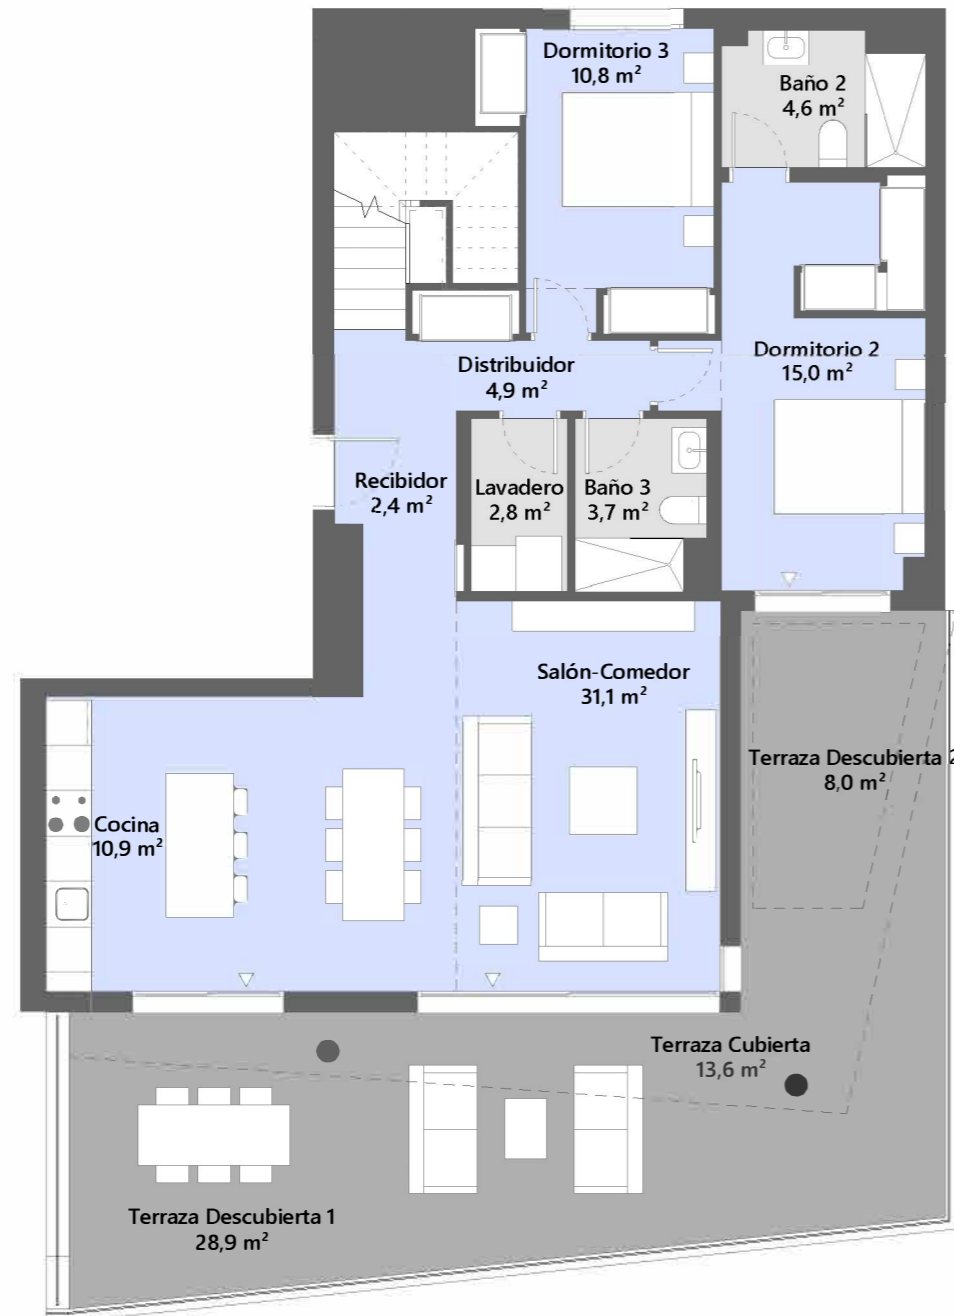 Dormitorio 3
10,8 m²
Baño 2
4,6 m²
Distribuidor
4,9 m²
Dormitorio 2
15,0 m²
Recibidor
2,4 m²
Lavadero
2,8 m²
Baño 3
3,7 m²
Salón-Comedor
31,1 m²
Terraza Descubierta 2
8,0 m²
Cocina
10,9 m²
Terraza Cubierta
13,6 m²
Terraza Descubierta 1
28,9 m²